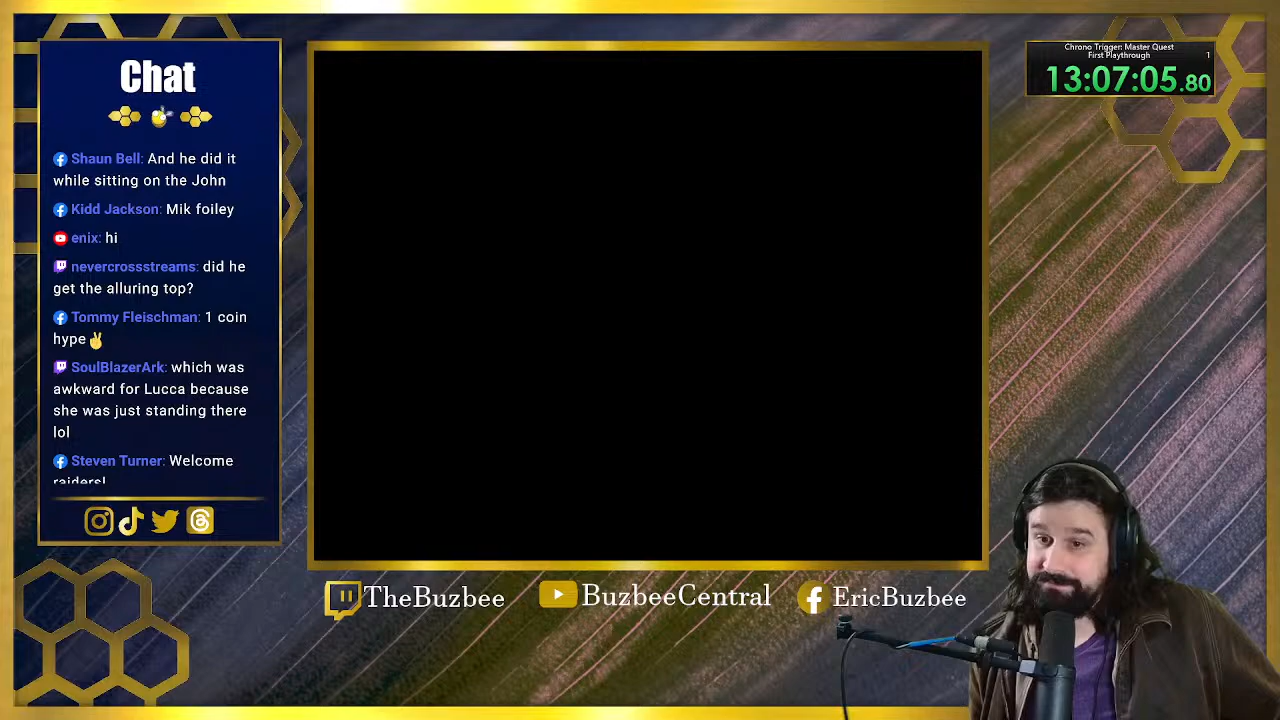 Chat
Shaun Bell: And he did it
while sitting on the John
Kidd Jackson: Mik foiley
enix: hi
nevercrossstreams: did he
get the alluring top?
Tommy Fleischman: 1 coin
hype✌
SoulBlazerArk: which was
awkward for Lucca because
she was just standing there
lol
Steven Turner: Welcome
raiders!
Chrono Trigger: Master Quest
First Playthrough 1
13:07:05.80
TheBuzbee
BuzbeeCentral
EricBuzbee